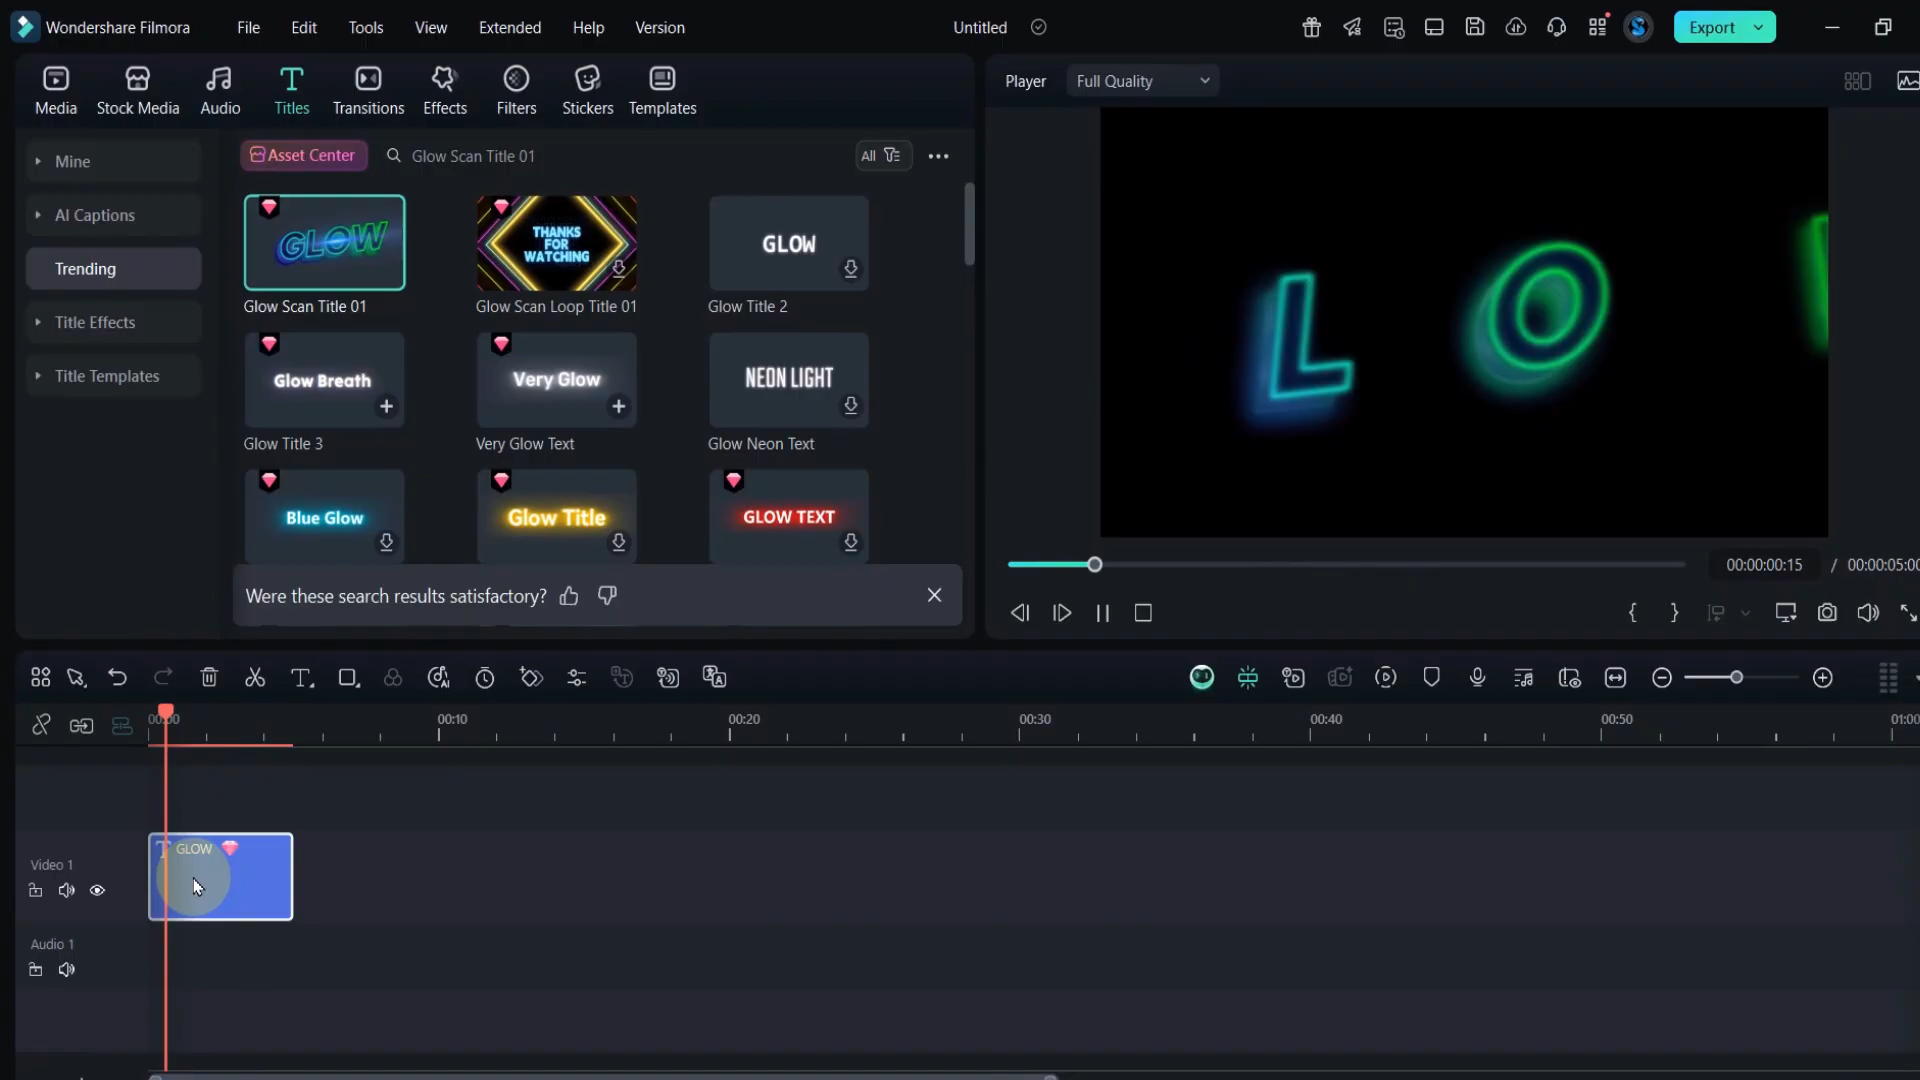 Wondershare Filmora File Edit Tools View Extended Help Version Untitled Export
Media Stock Media Audio Titles Transitions Effects Filters Stickers Templates
Player Full Quality
Mine
AI Captions
Trending
Title Effects
Title Templates
Asset Center Glow Scan Title 01 All
GLOW
THANKS
FOR
WATCHING
GLOW
Glow Scan Title 01 Glow Scan Loop Title 01 Glow Title 2
Glow Breath Very Glow NEON LIGHT
Glow Title 3 Very Glow Text Glow Neon Text
Blue Glow Glow Title GLOW TEXT
Were these search results satisfactory?
L O
00:00:00:15 / 00:00:05:00
00:00 00:10 00:20 00:30 00:40 00:50 01:00
GLOW
Video 1
Audio 1